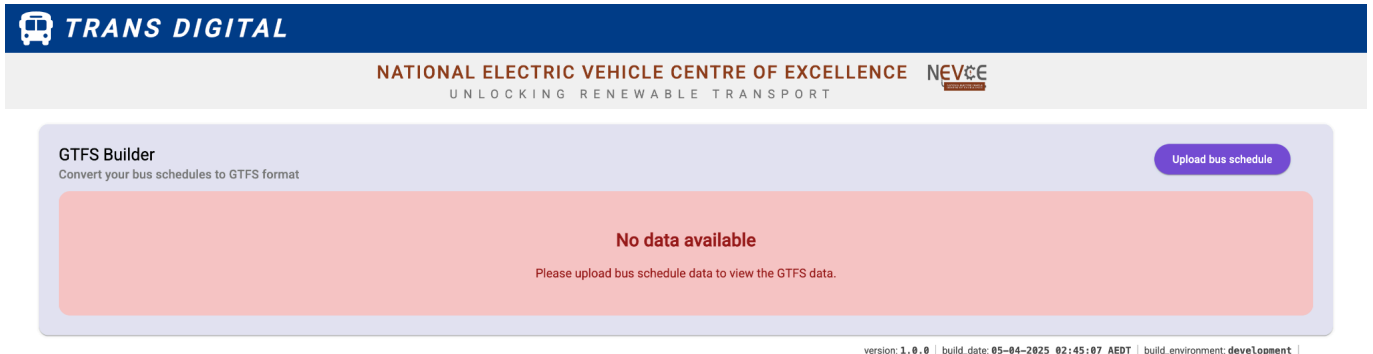 TRANS DIGITAL
NATIONAL ELECTRIC VEHICLE CENTRE OF EXCELLENCE NEVCE
UNLOCKING RENEWABLE TRANSPORT
GTFS Builder
Upload bus schedule
Convert your bus schedules to GTFS format
No data available
Please upload bus schedule data to view the GTFS data.
version: 1.0.0 | build_date: 05-04-2025 02:45:07 AEDT | build_environment: development |